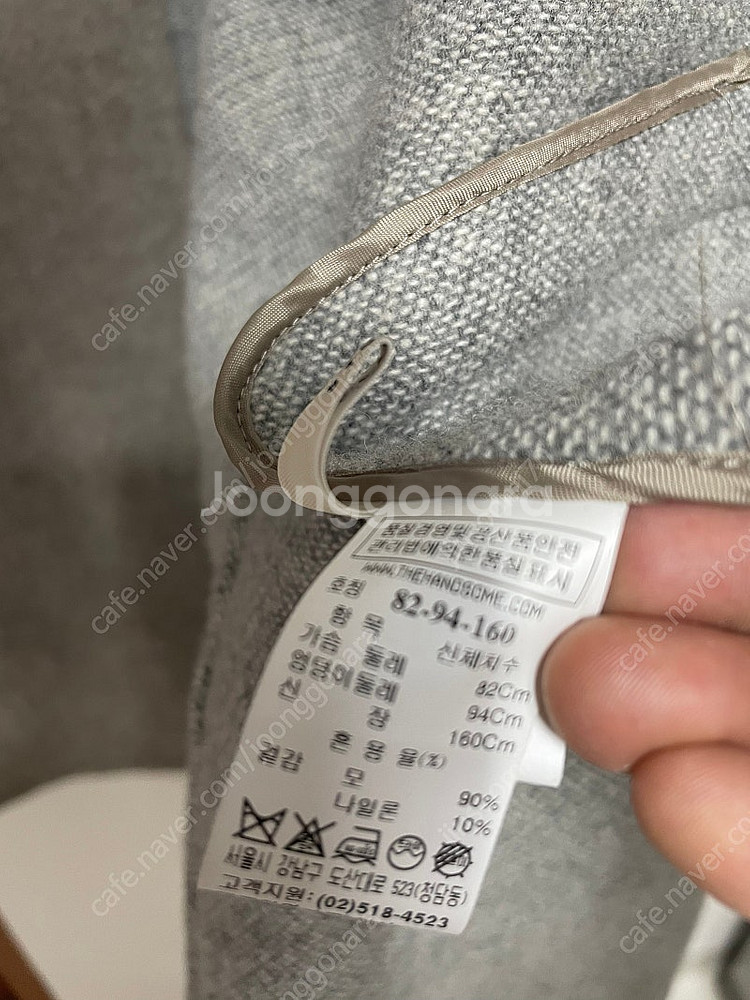 품질경영및공산품안전
관리법에의한품질표시
WWW.THEHANDSOME.COM
호칭 82-94-160
항목 신체치수
가슴둘레 82Cm
엉덩이둘레 94Cm
신장 160Cm
겉감 혼용율(%)
모 90%
나일론 10%
서울시 강남구 도산대로 523(청담동)
고객지원:(02)518-4523
Joonggonara
cafe.naver.com/joonggonara